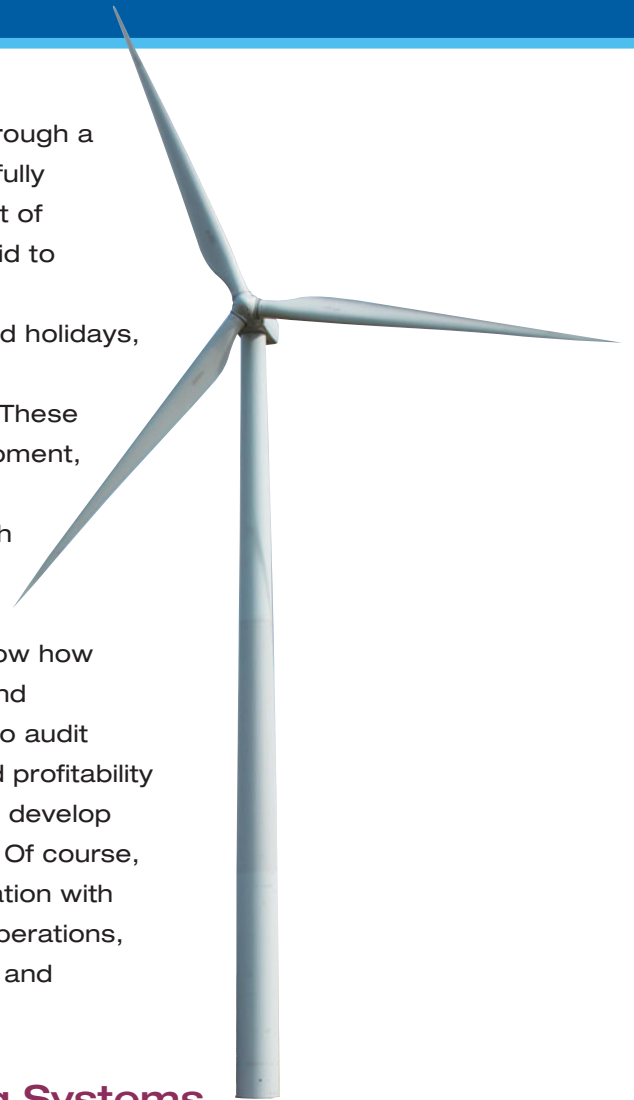 rough a
fully
t of
id to
d holidays,
These
pment,
h
ow how
nd
o audit
d profitability
develop
Of course,
ation with
perations,
and
g Systems